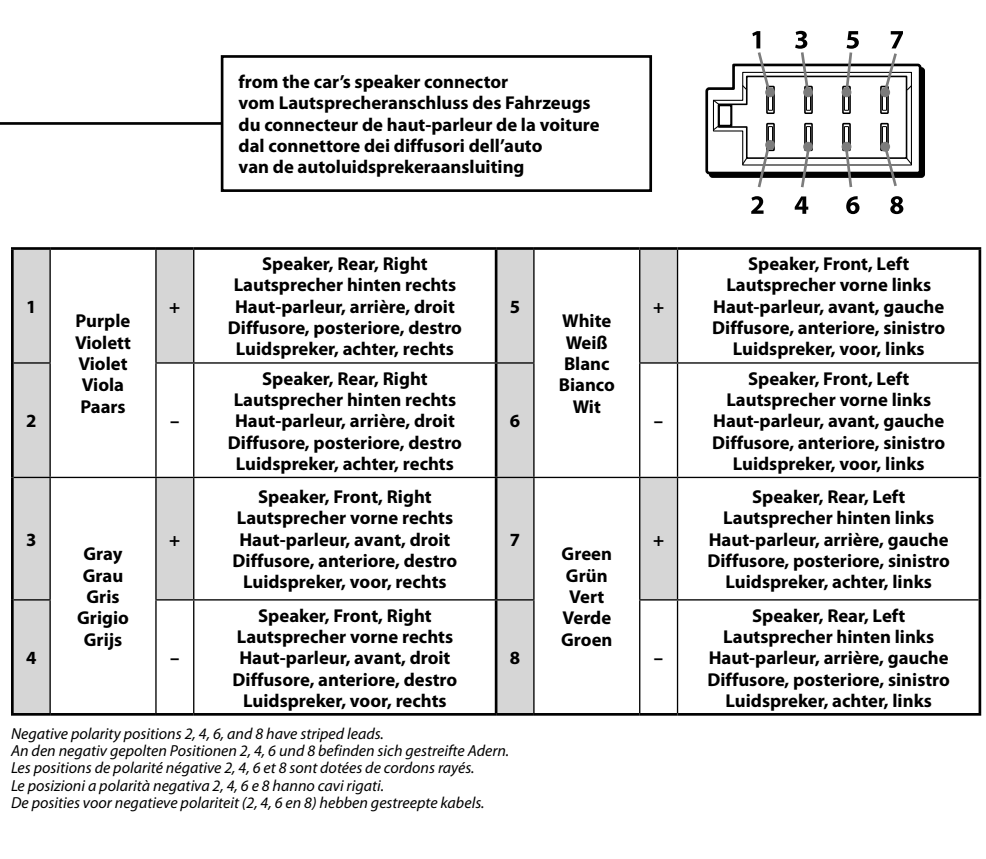 1 3 5 7
from the car’s speaker connector
vom Lautsprecheranschluss des Fahrzeugs
du connecteur de haut-parleur de la voiture
dal connettore dei diffusori dell’auto
van de autoluidsprekeraansluiting
2 4 6 8
1
Purple
Violett
Violet
Viola
Paars
+
Speaker, Rear, Right
Lautsprecher hinten rechts
Haut-parleur, arrière, droit
Diffusore, posteriore, destro
Luidspreker, achter, rechts
2
–
Speaker, Rear, Right
Lautsprecher hinten rechts
Haut-parleur, arrière, droit
Diffusore, posteriore, destro
Luidspreker, achter, rechts
3
Gray
Grau
Gris
Grigio
Grijs
+
Speaker, Front, Right
Lautsprecher vorne rechts
Haut-parleur, avant, droit
Diffusore, anteriore, destro
Luidspreker, voor, rechts
4
–
Speaker, Front, Right
Lautsprecher vorne rechts
Haut-parleur, avant, droit
Diffusore, anteriore, destro
Luidspreker, voor, rechts
5
White
Weiß
Blanc
Bianco
Wit
+
Speaker, Front, Left
Lautsprecher vorne links
Haut-parleur, avant, gauche
Diffusore, anteriore, sinistro
Luidspreker, voor, links
6
–
Speaker, Front, Left
Lautsprecher vorne links
Haut-parleur, avant, gauche
Diffusore, anteriore, sinistro
Luidspreker, voor, links
7
Green
Grün
Vert
Verde
Groen
+
Speaker, Rear, Left
Lautsprecher hinten links
Haut-parleur, arrière, gauche
Diffusore, posteriore, sinistro
Luidspreker, achter, links
8
–
Speaker, Rear, Left
Lautsprecher hinten links
Haut-parleur, arrière, gauche
Diffusore, posteriore, sinistro
Luidspreker, achter, links
Negative polarity positions 2, 4, 6, and 8 have striped leads.
An den negativ gepolten Positionen 2, 4, 6 und 8 befinden sich gestreifte Adern.
Les positions de polarité négative 2, 4, 6 et 8 sont dotées de cordons rayés.
Le posizioni a polarità negativa 2, 4, 6 e 8 hanno cavi rigati.
De posities voor negatieve polariteit (2, 4, 6 en 8) hebben gestreepte kabels.